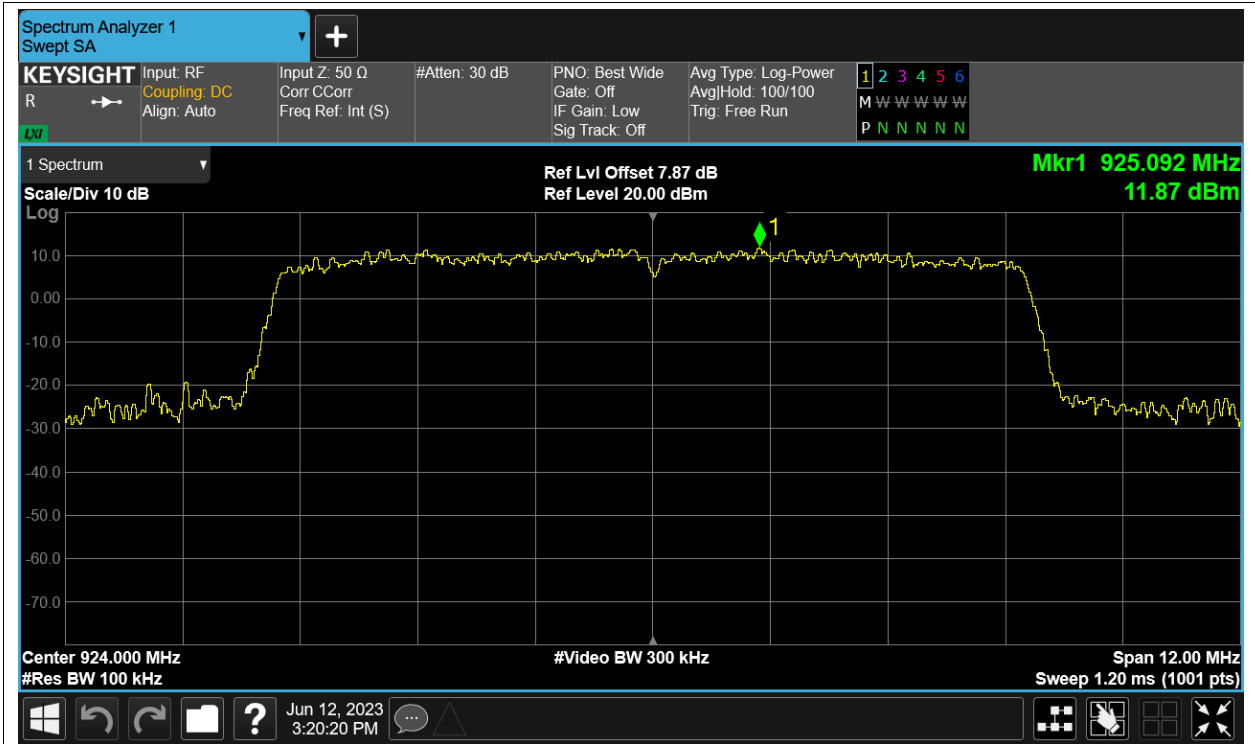 Spectrum Analyzer 1
Swept SA
KEYSIGHT Input: RF Input Z: 50 Ω #Atten: 30 dB PNO: Best Wide Avg Type: Log-Power 1 2 3 4 5 6
R Coupling: DC Corr CCorr Gate: Off Avg|Hold: 100/100 M W W W W W
Align: Auto Freq Ref: Int (S) IF Gain: Low Trig: Free Run
LXI Sig Track: Off P N N N N N
1 Spectrum Ref Lvl Offset 7.87 dB Mkr1 925.092 MHz
Scale/Div 10 dB Ref Level 20.00 dBm 11.87 dBm
Log
1
10.0
0.00
-10.0
-20.0
-30.0
-40.0
-50.0
-60.0
-70.0
Center 924.000 MHz #Video BW 300 kHz Span 12.00 MHz
#Res BW 100 kHz Sweep 1.20 ms (1001 pts)
? Jun 12, 2023
3:20:20 PM